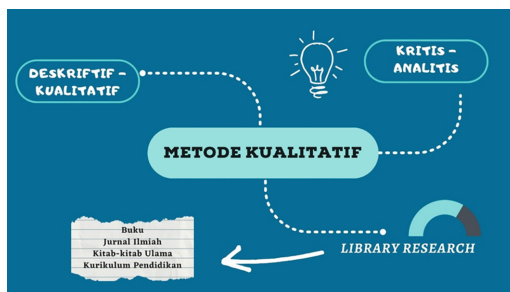 DESKRIPTIF -
KUALITATIF
KRITIS -
ANALITIS
METODE KUALITATIF
LIBRARY RESEARCH
Buku
Jurnal Ilmiah
Kitab-kitab Ulama
Kurikulum Pendidikan